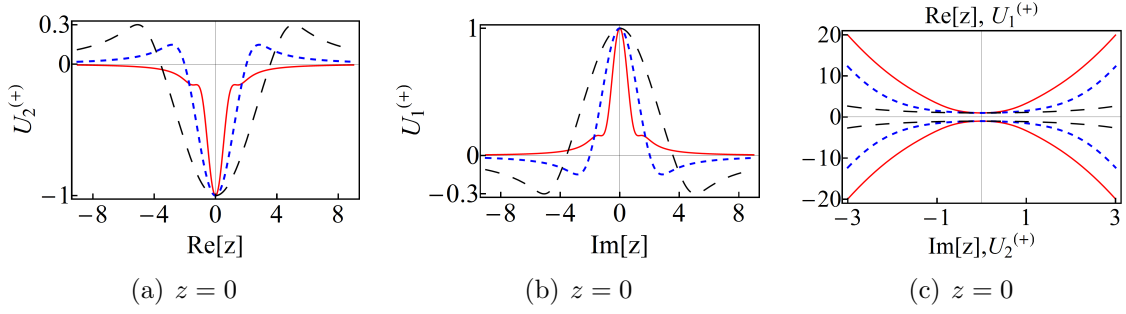 0.3
0
−1
U₂⁽⁺⁾
−8 −4 0 4 8
Re[z]
(a) z = 0
1
0
−0.3
U₁⁽⁺⁾
−8 −4 0 4 8
Im[z]
(b) z = 0
Re[z], U₁⁽⁺⁾
20
10
0
−10
−20
−3 −1 1 3
Im[z],U₂⁽⁺⁾
(c) z = 0